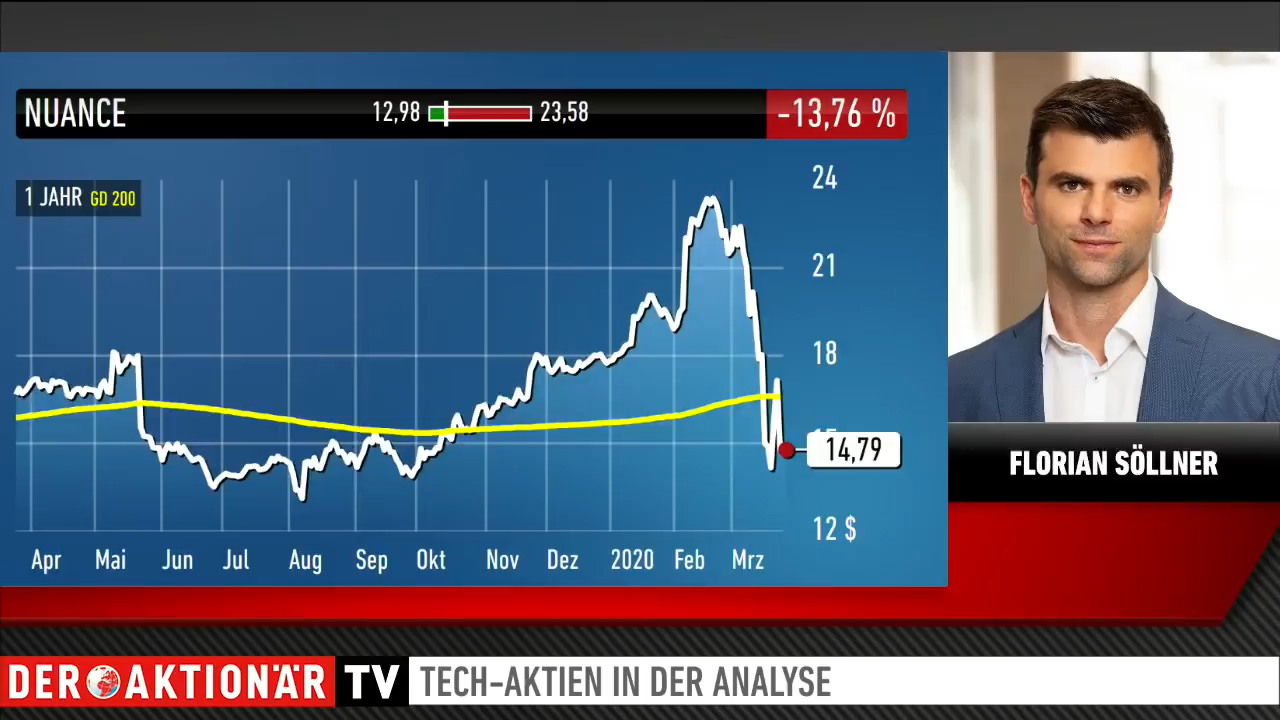 NUANCE
12,98 23,58
-13,76 %
1 JAHR GD 200
24
21
18
14,79
12 $
Apr Mai Jun Jul Aug Sep Okt Nov Dez 2020 Feb Mrz
FLORIAN SÖLLNER
DER AKTIONÄR TV
TECH-AKTIEN IN DER ANALYSE